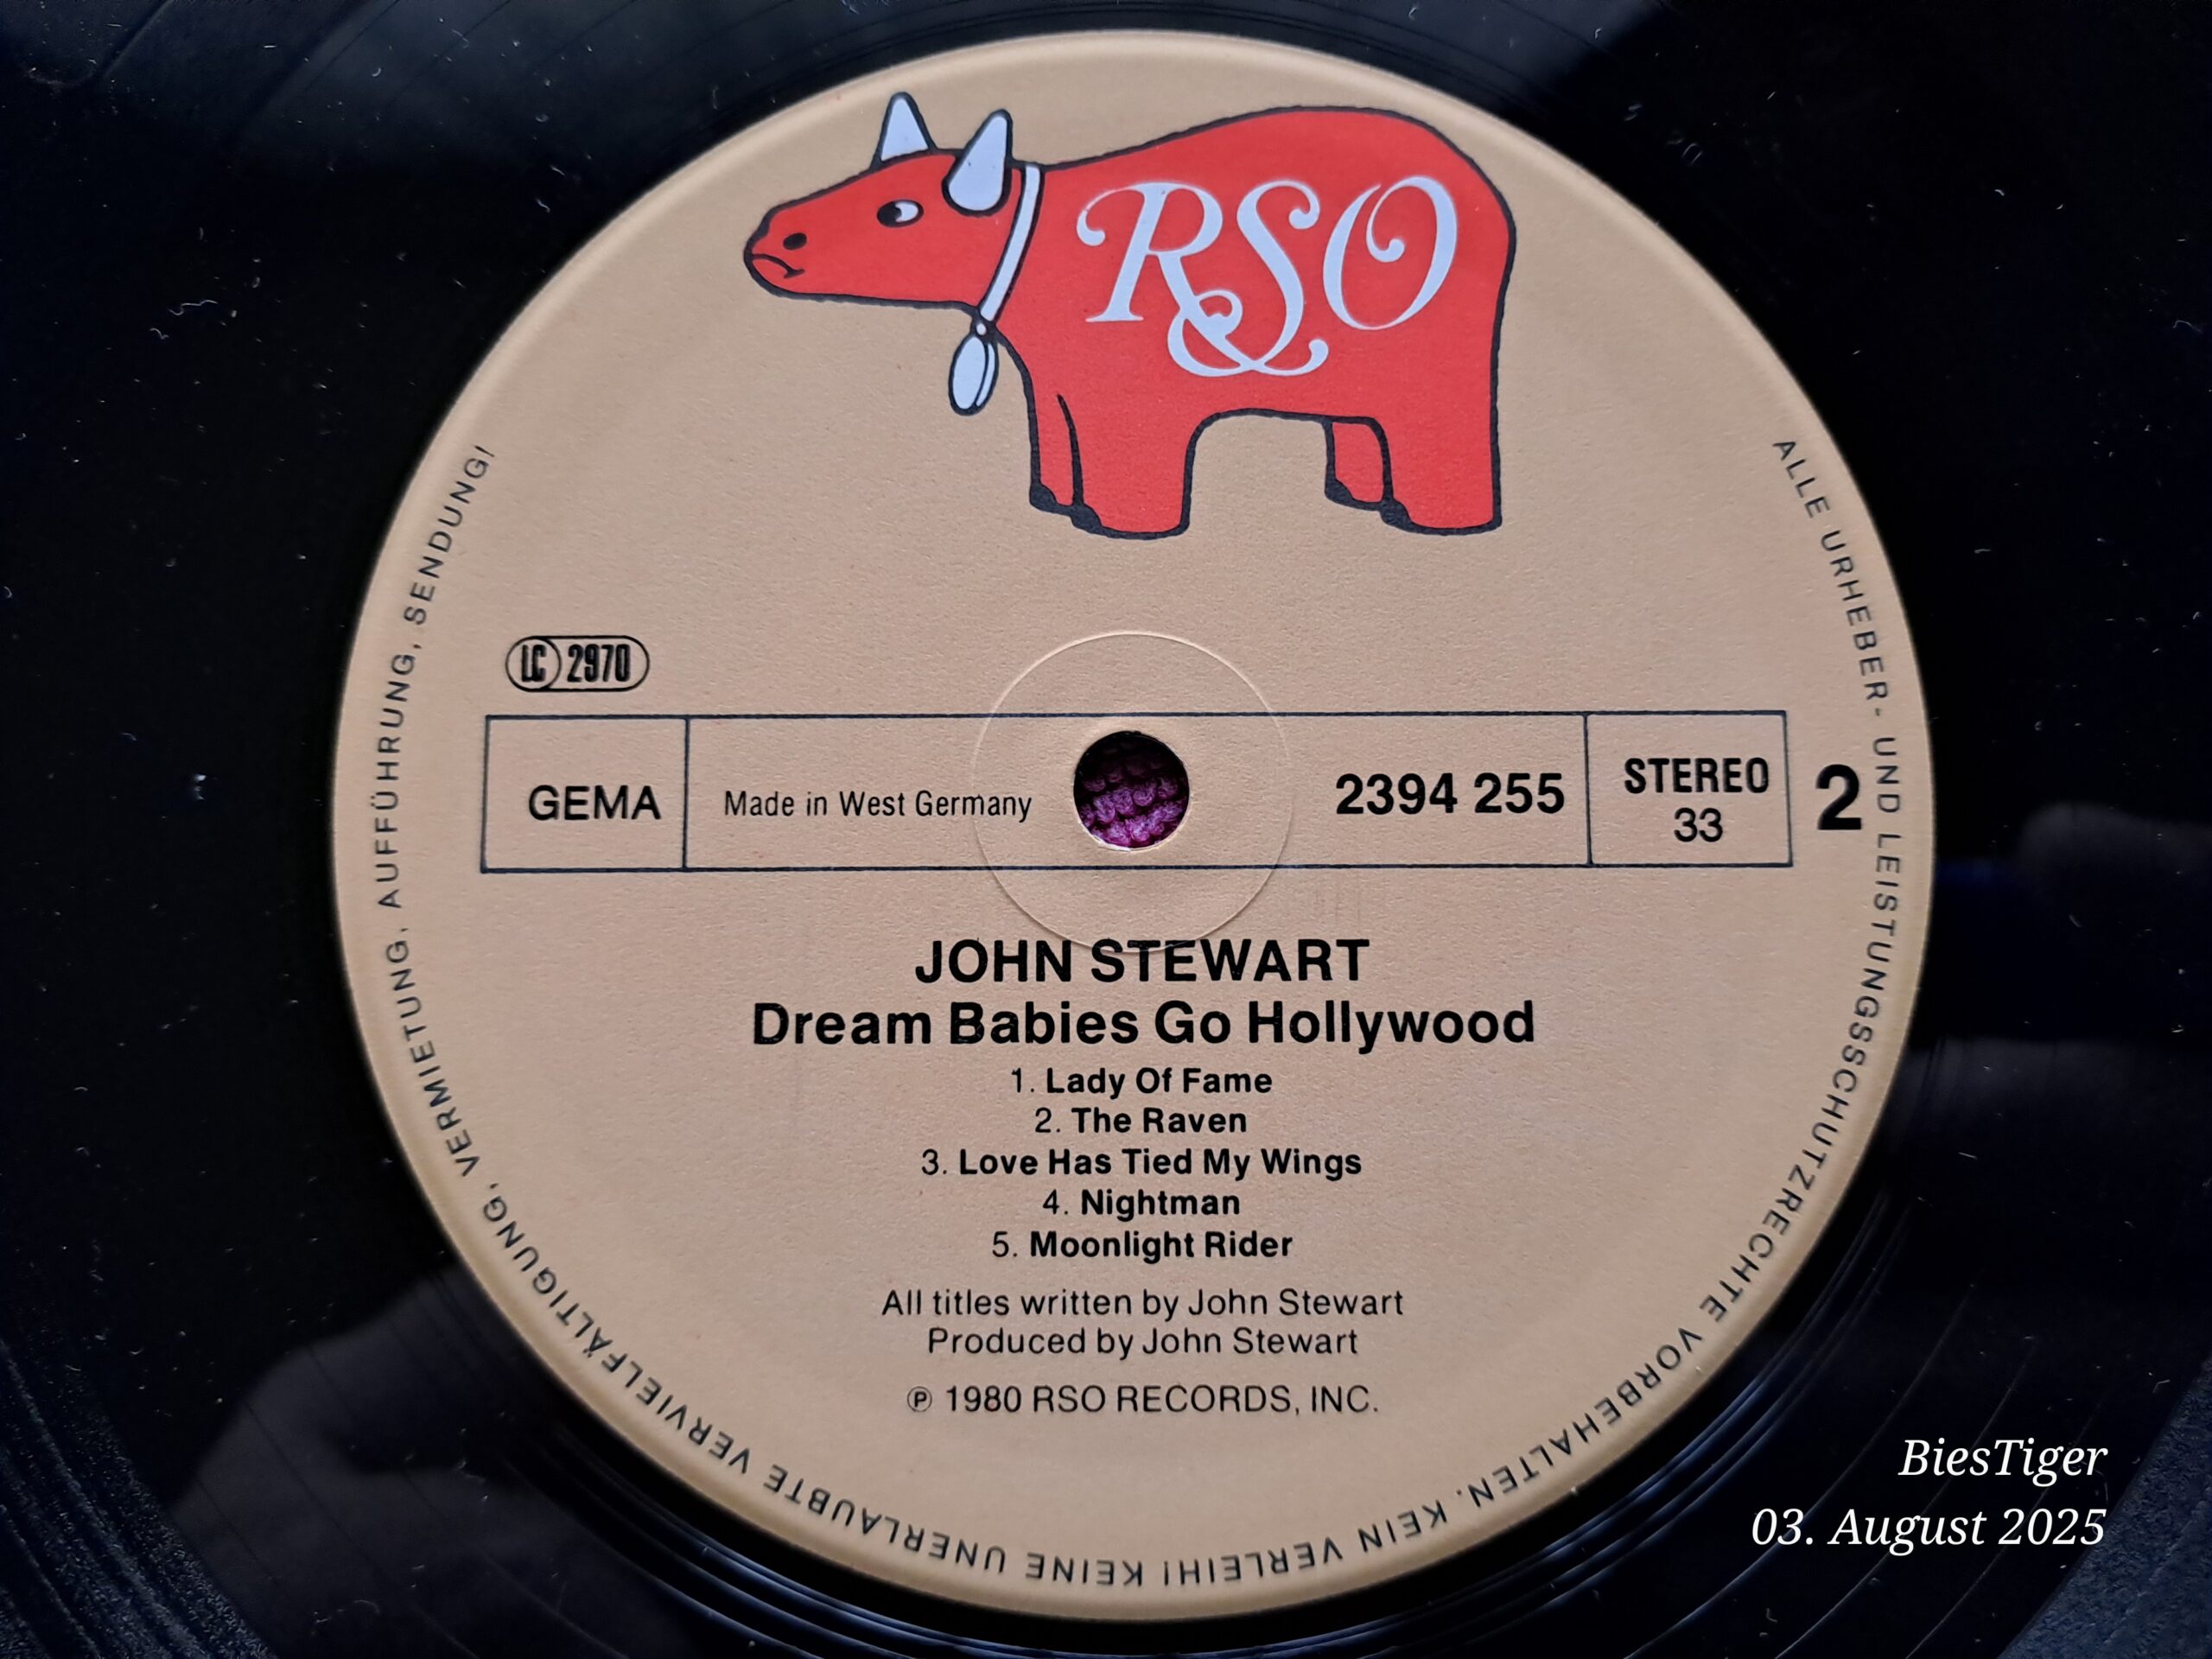 RSO
LC 2970
GEMA
Made in West Germany
2394 255
STEREO
33
2
JOHN STEWART
Dream Babies Go Hollywood
1. Lady Of Fame
2. The Raven
3. Love Has Tied My Wings
4. Nightman
5. Moonlight Rider
All titles written by John Stewart
Produced by John Stewart
℗ 1980 RSO RECORDS, INC.
ALLE URHEBER- UND LEISTUNGSSCHUTZRECHTE VORBEHALTEN. KEIN VERLEIH! KEINE UNERLAUBTE VERVIELFÄLTIGUNG, VERMIETUNG, AUFFÜHRUNG, SENDUNG!
BiesTiger
03. August 2025